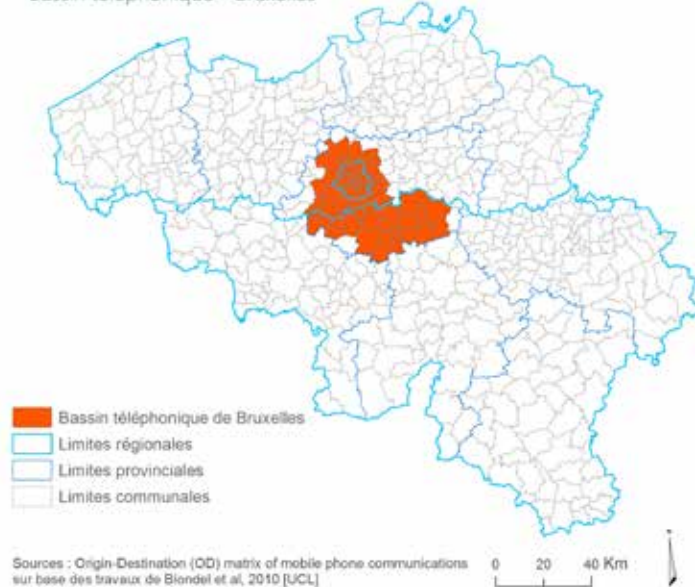 Bassin téléphonique de Bruxelles
Limites régionales
Limites provinciales
Limites communales
Sources : Origin-Destination (OD) matrix of mobile phone communications
sur base des travaux de Blondel et al, 2010 [UCL]
0 20 40 Km